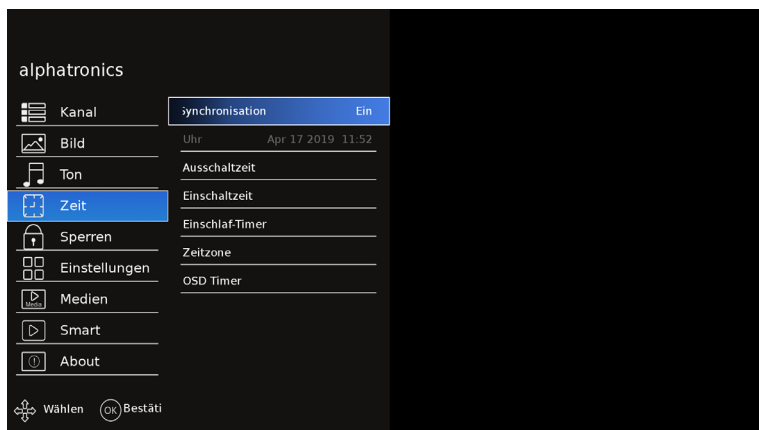 alphatronics
Kanal
Bild
Ton
Zeit
Sperren
Einstellungen
Media
Medien
Smart
About
Wählen OK Bestäti
ynchronisation Ein
Uhr Apr 17 2019 11:52
Ausschaltzeit
Einschaltzeit
Einschlaf-Timer
Zeitzone
OSD Timer